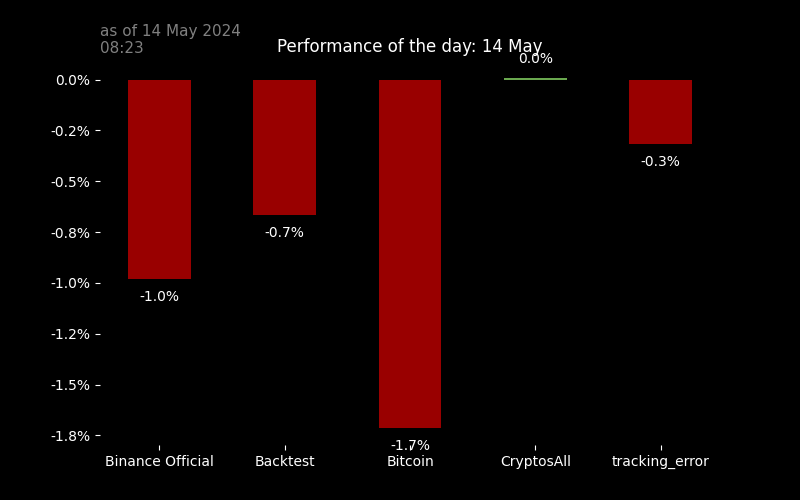 as of 14 May 2024
08:23
Performance of the day: 14 May
0.0%
0.0%
-0.2%
-0.3%
-0.5%
-0.7%
-0.8%
-1.0%
-1.0%
-1.2%
-1.5%
-1.8%
-1.7%
Binance Official
Backtest
Bitcoin
CryptosAll
tracking_error